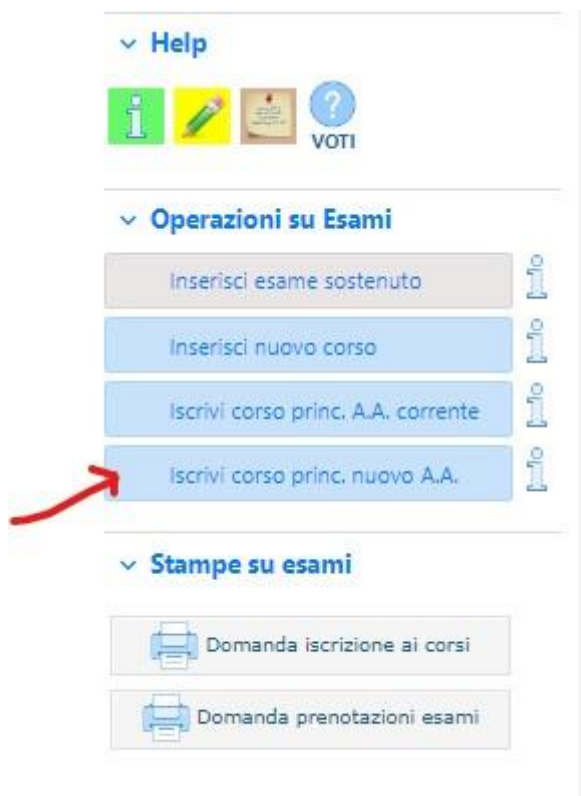 Help
VOTI
Operazioni su Esami
Inserisci esame sostenuto
Inserisci nuovo corso
Iscrivi corso princ. A.A. corrente
Iscrivi corso princ. nuovo A.A.
Stampe su esami
Domanda iscrizione ai corsi
Domanda prenotazioni esami